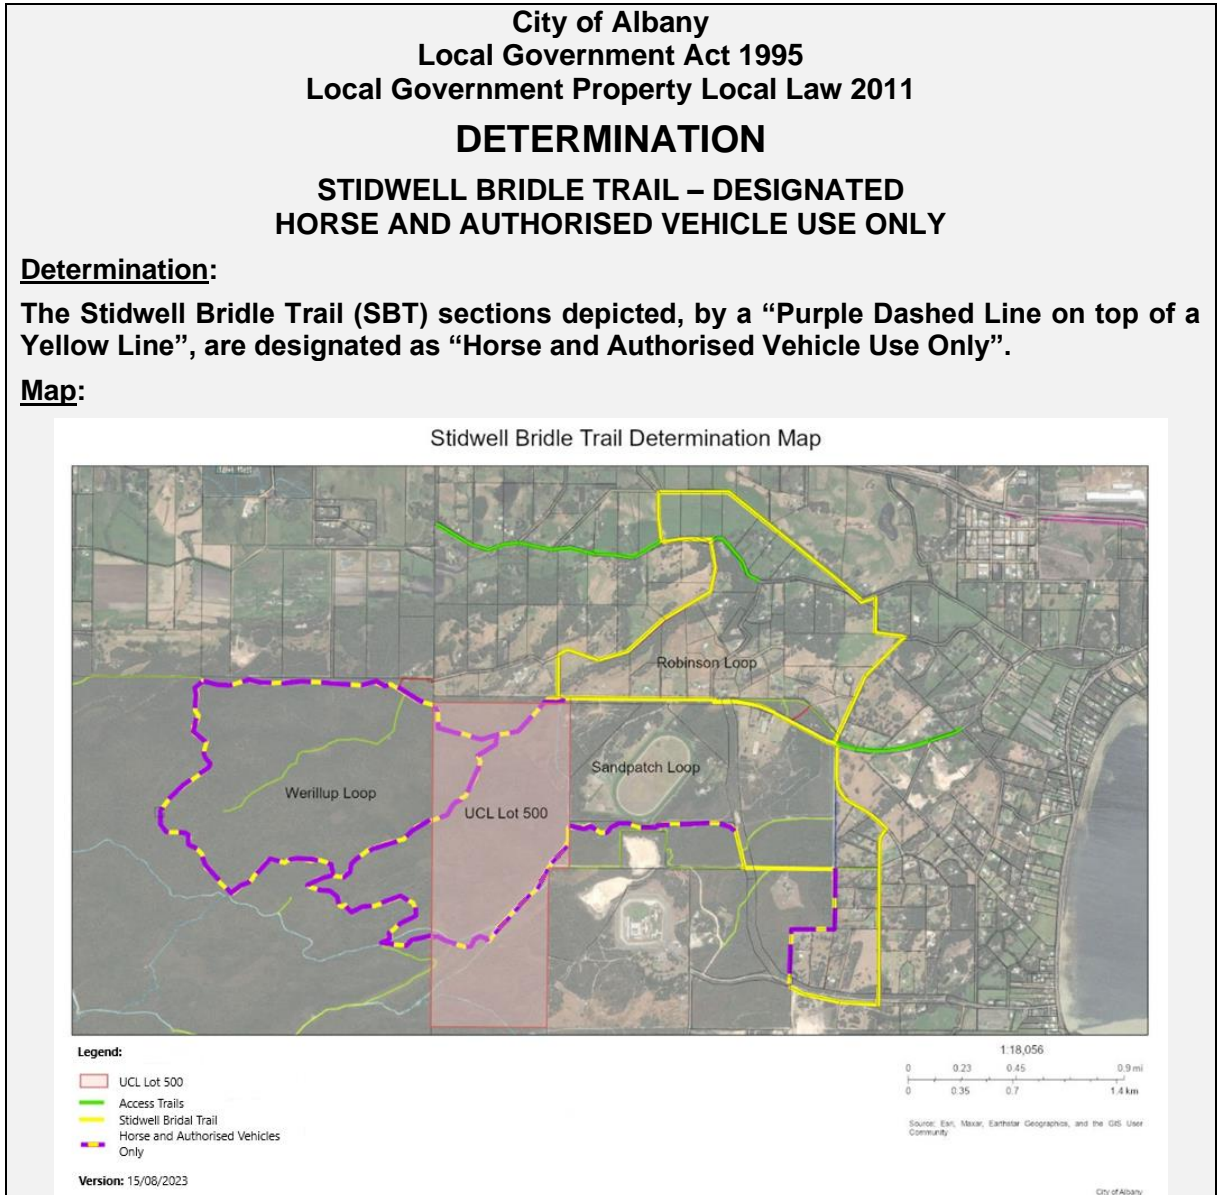 City of Albany
Local Government Act 1995
Local Government Property Local Law 2011
DETERMINATION
STIDWELL BRIDLE TRAIL – DESIGNATED
HORSE AND AUTHORISED VEHICLE USE ONLY
Determination:
The Stidwell Bridle Trail (SBT) sections depicted, by a “Purple Dashed Line on top of a
Yellow Line”, are designated as “Horse and Authorised Vehicle Use Only”.
Map:
Stidwell Bridle Trail Determination Map
Robinson Loop
Sandpatch Loop
Werillup Loop
UCL Lot 500
Legend:
UCL Lot 500
Access Trails
Stidwell Bridal Trail
Horse and Authorised Vehicles
Only
Version: 15/08/2023
1:18,056
0 0.23 0.45 0.9 mi
0 0.35 0.7 1.4 km
Source: Esri, Maxar, Earthstar Geographics, and the GIS User
Community
City of Albany